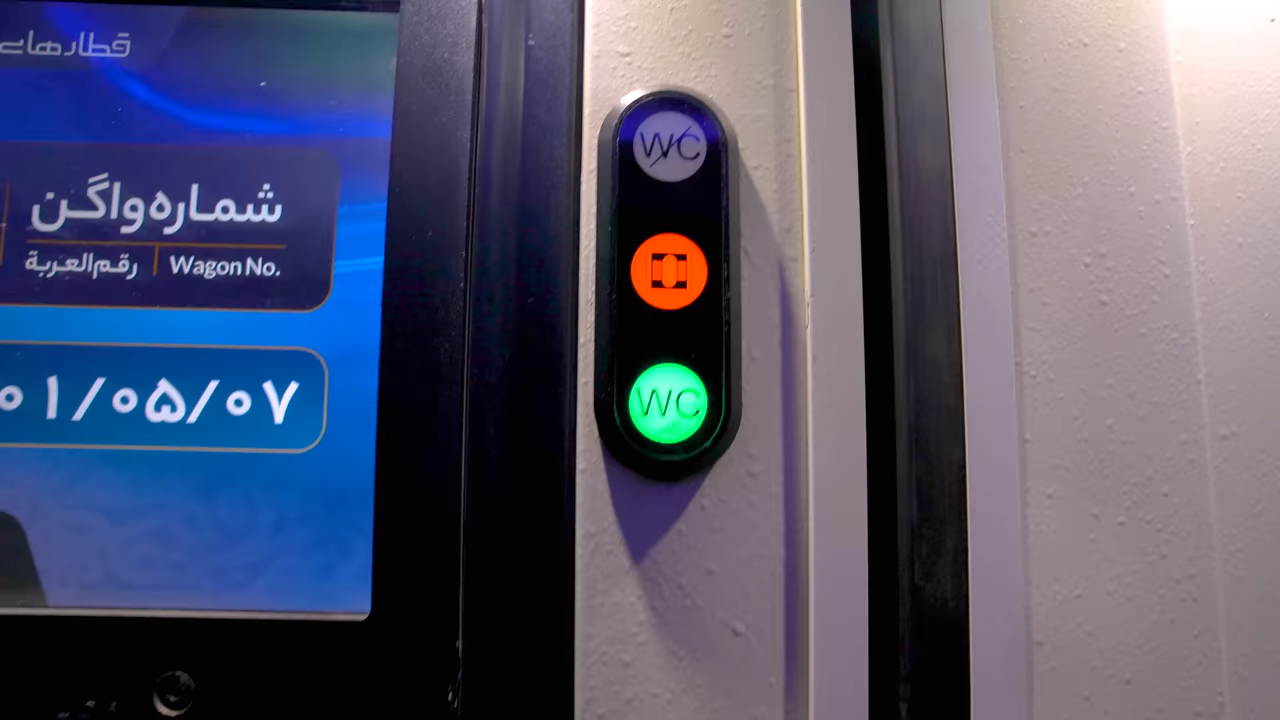 قطارهای
شماره واگن
رقم العربة | Wagon No.
۰۱/۰۵/۰۷
WC
WC